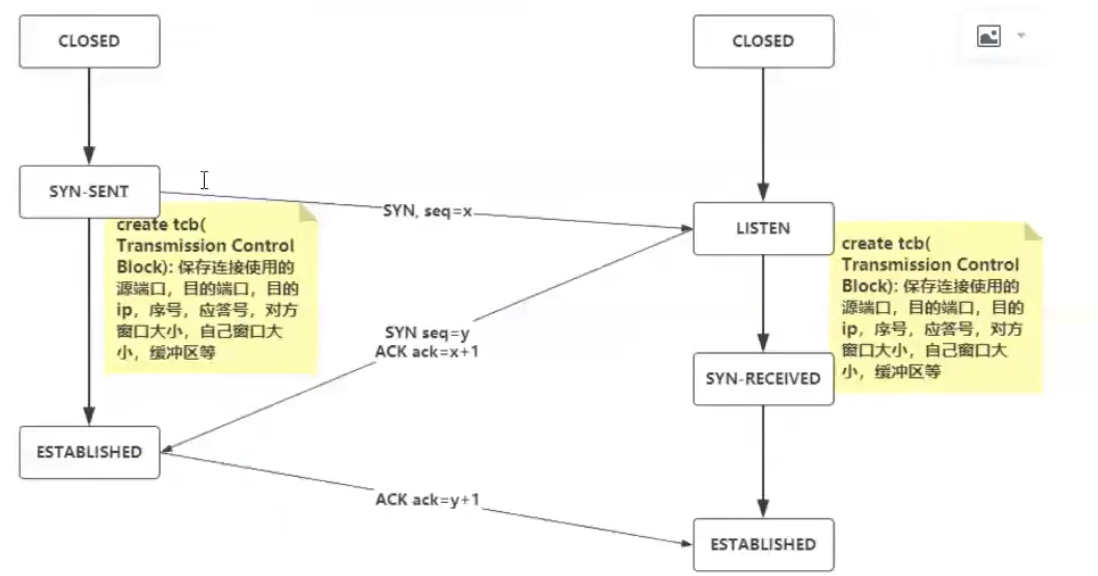 CLOSED
CLOSED
SYN-SENT
SYN, seq=x
LISTEN
create tcb(
Transmission Control
Block): 保存连接使用的
源端口，目的端口，目的
ip，序号，应答号，对方
窗口大小，自己窗口大
小，缓冲区等
create tcb(
Transmission Control
Block): 保存连接使用的
源端口，目的端口，目的
ip，序号，应答号，对方
窗口大小，自己窗口大
小，缓冲区等
SYN seq=y
ACK ack=x+1
SYN-RECEIVED
ESTABLISHED
ACK ack=y+1
ESTABLISHED